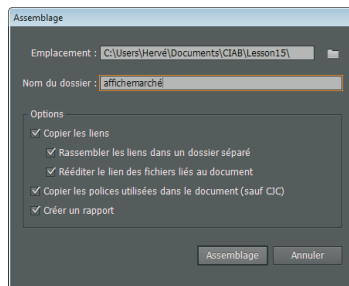 Assemblage
Emplacement : C:\Users\Hervé\Documents\CIAB\Lesson15\
Nom du dossier : affichemarché
Options
Copier les liens
Rassembler les liens dans un dossier séparé
Rééditer le lien des fichiers liés au document
Copier les polices utilisées dans le document (sauf CJC)
Créer un rapport
Assemblage Annuler